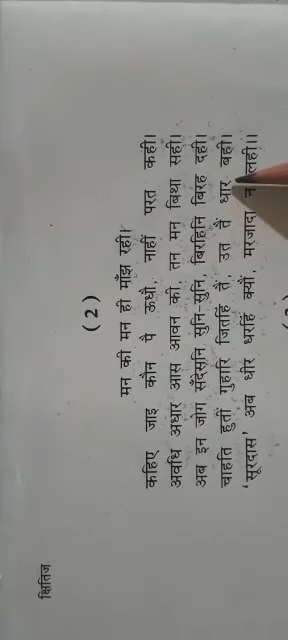 क्षितिज
(2)
मन की मन ही माँझ रही।
कहिए जाइ कौन पै ऊधौ, नाहीं परत कही।
अवधि अधार आस आवन की, तन मन बिथा सही।
अब इन जोग सँदेसनि सुनि-सुनि, बिरहिनि बिरह दही।
चाहति हुतीं गुहारि जितहिं तैं, उत तैं धार बही।
'सूरदास' अब धीर धरहिं क्यौं, मरजादा न लही।।